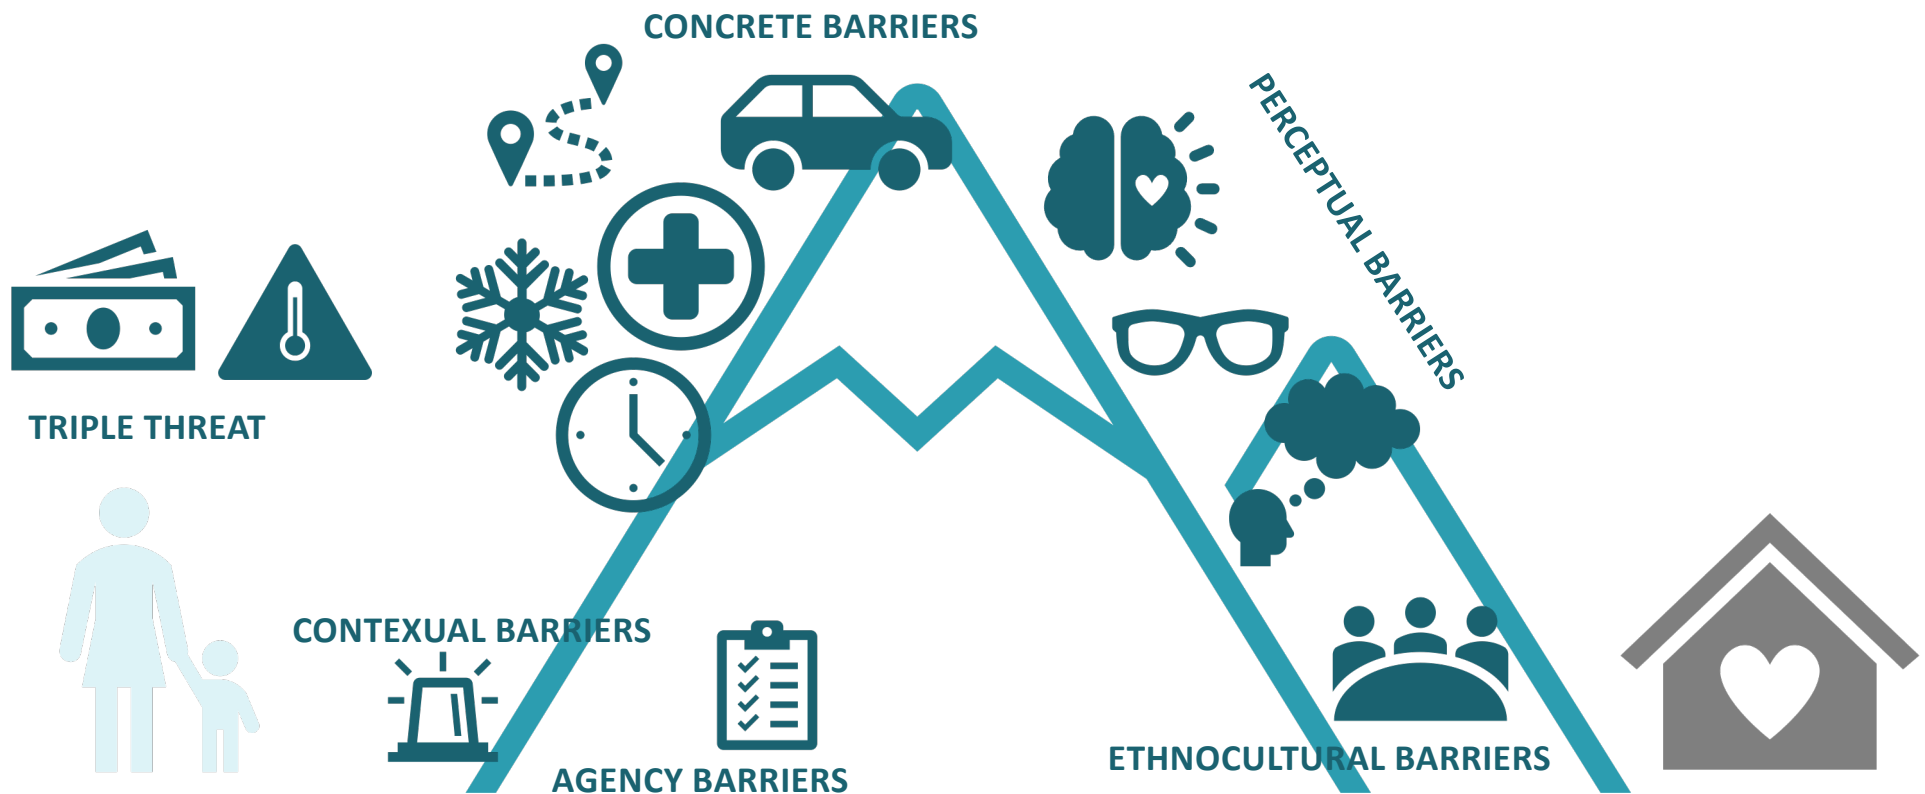 CONCRETE BARRIERS
PERCEPTUAL BARRIERS
TRIPLE THREAT
CONTEXUAL BARRIERS
AGENCY BARRIERS
ETHNOCULTURAL BARRIERS